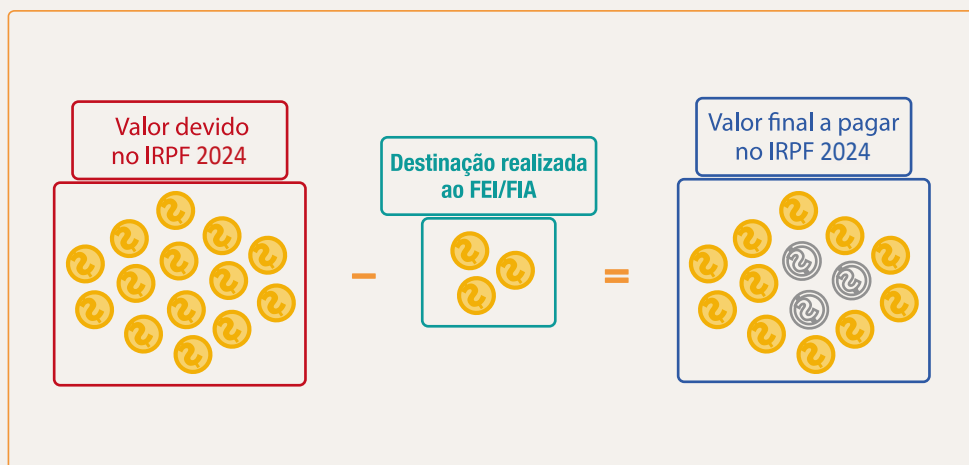 Valor devido
no IRPF 2024
Destinação realizada
ao FEI/FIA
Valor final a pagar
no IRPF 2024